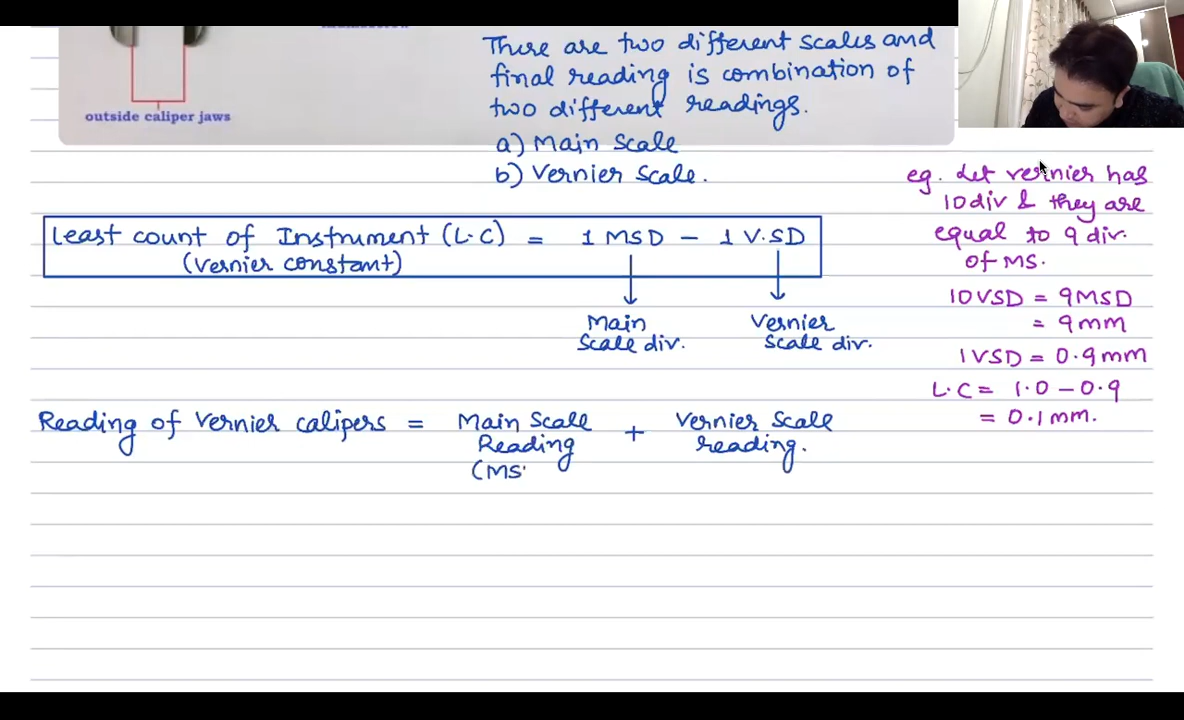 outside caliper jaws
There are two different scales and
final reading is combination of
two different readings.
a) Main Scale
b) Vernier Scale.
Least count of Instrument (L.C) = 1 MSD - 1 V.SD
(Vernier constant)
Main
Scale div.
Vernier
Scale div.
Reading of Vernier calipers = Main Scale Reading (MS + Vernier Scale reading.
eg. Let vernier has
10 div & they are
equal to 9 div.
of MS.
10VSD = 9MSD
= 9mm
1VSD = 0.9mm
L.C = 1.0 - 0.9
= 0.1mm.